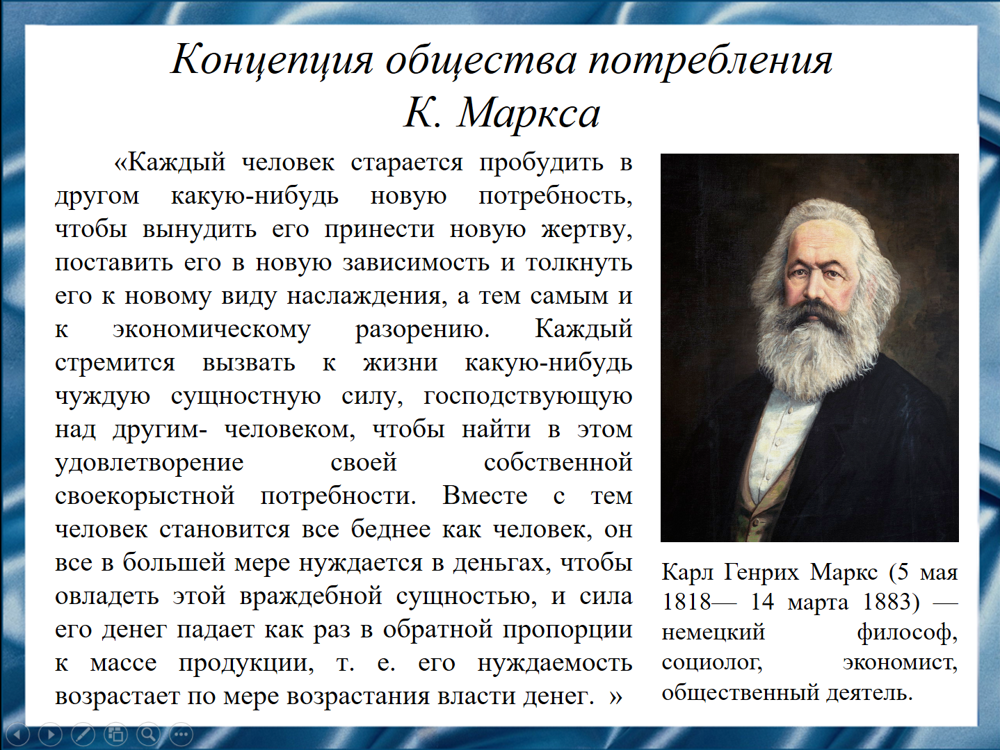 Концепция общества потребления
К. Маркса
«Каждый человек старается пробудить в
другом какую-нибудь новую потребность,
чтобы вынудить его принести новую жертву,
поставить его в новую зависимость и толкнуть
его к новому виду наслаждения, а тем самым и
к экономическому разорению. Каждый
стремится вызвать к жизни какую-нибудь
чуждую сущностную силу, господствующую
над другим- человеком, чтобы найти в этом
удовлетворение своей собственной
своекорыстной потребности. Вместе с тем
человек становится все беднее как человек, он
все в большей мере нуждается в деньгах, чтобы
овладеть этой враждебной сущностью, и сила
его денег падает как раз в обратной пропорции
к массе продукции, т. е. его нуждаемость
возрастает по мере возрастания власти денег. »
Карл Генрих Маркс (5 мая
1818— 14 марта 1883) —
немецкий философ,
социолог, экономист,
общественный деятель.